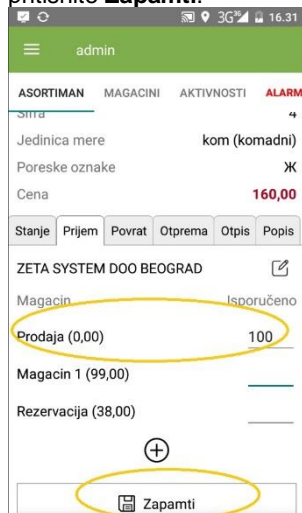 pritisnite Zapamti.
3G 16.31
admin
ASORTIMAN MAGACINI AKTIVNOSTI ALARM
Šifra 4
Jedinica mere kom (komadni)
Poreske oznake Ж
Cena 160,00
Stanje Prijem Povrat Otprema Otpis Popis
ZETA SYSTEM DOO BEOGRAD
Magacin Isporučeno
Prodaja (0,00) 100
Magacin 1 (99,00)
Rezervacija (38,00)
Zapamti